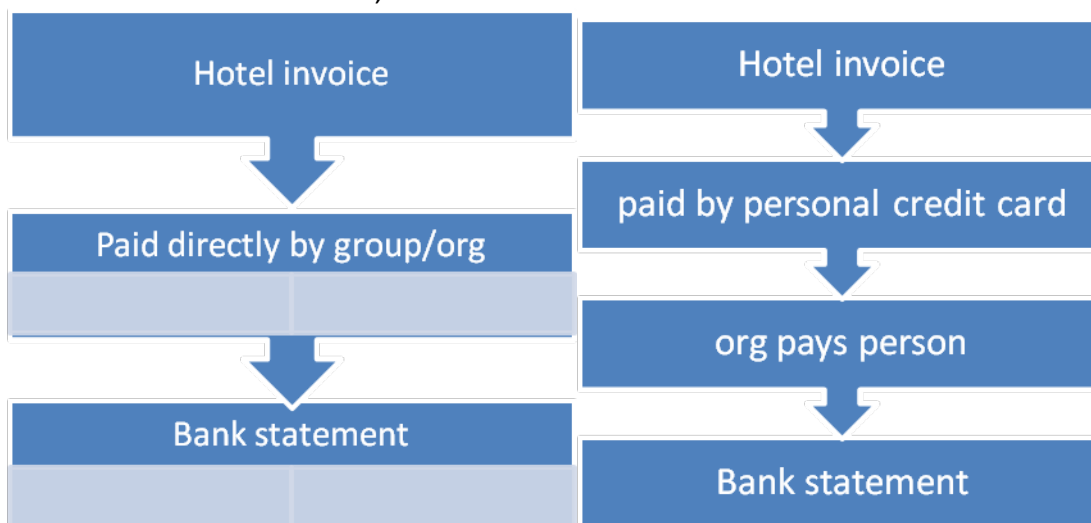 Hotel invoice
Paid directly by group/org
Bank statement
Hotel invoice
paid by personal credit card
org pays person
Bank statement